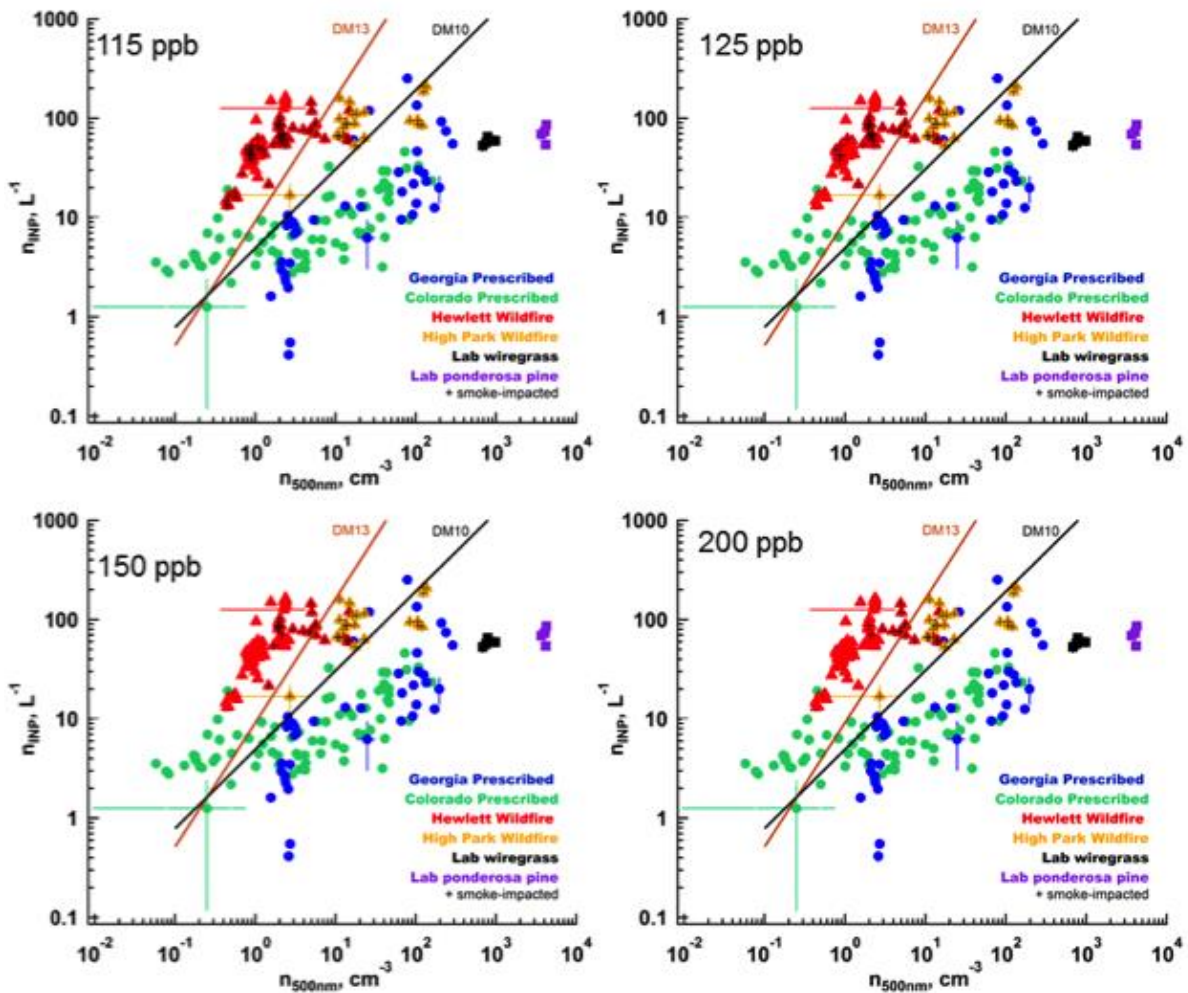 115 ppb
DM13
DM10
1000
100
10
1
0.1
n_INP, L^-1
Georgia Prescribed
Colorado Prescribed
Hewlett Wildfire
High Park Wildfire
Lab wiregrass
Lab ponderosa pine
+ smoke-impacted
10^-2 10^-1 10^0 10^1 10^2 10^3 10^4
n_500nm, cm^-3
125 ppb
DM13
DM10
1000
100
10
1
0.1
n_INP, L^-1
Georgia Prescribed
Colorado Prescribed
Hewlett Wildfire
High Park Wildfire
Lab wiregrass
Lab ponderosa pine
+ smoke-impacted
10^-2 10^-1 10^0 10^1 10^2 10^3 10^4
n_500nm, cm^-3
150 ppb
DM13
DM10
1000
100
10
1
0.1
n_INP, L^-1
Georgia Prescribed
Colorado Prescribed
Hewlett Wildfire
High Park Wildfire
Lab wiregrass
Lab ponderosa pine
+ smoke-impacted
10^-2 10^-1 10^0 10^1 10^2 10^3 10^4
n_500nm, cm^-3
200 ppb
DM13
DM10
1000
100
10
1
0.1
n_INP, L^-1
Georgia Prescribed
Colorado Prescribed
Hewlett Wildfire
High Park Wildfire
Lab wiregrass
Lab ponderosa pine
+ smoke-impacted
10^-2 10^-1 10^0 10^1 10^2 10^3 10^4
n_500nm, cm^-3